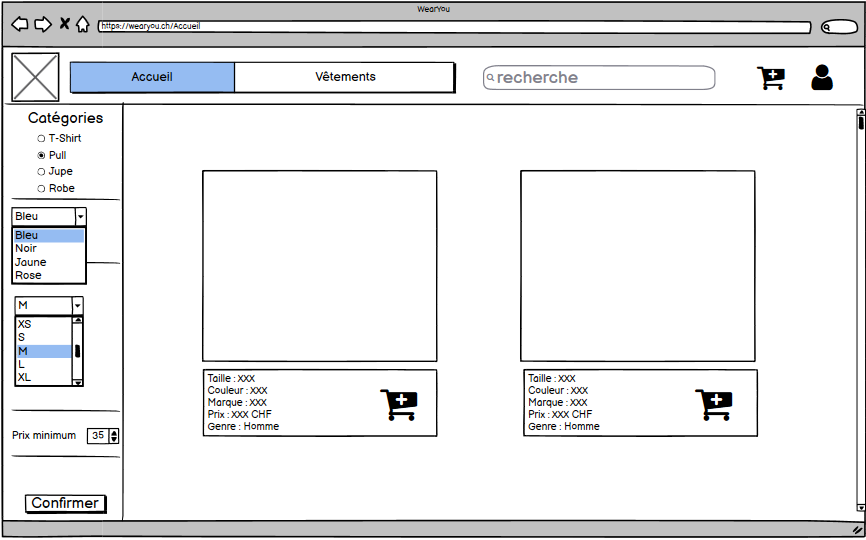 WearYou
https://wearyou.ch/Accueil
Accueil
Vêtements
recherche
Catégories
T-Shirt
Pull
Jupe
Robe
Bleu
Bleu
Noir
Jaune
Rose
M
XS
S
M
L
XL
Prix minimum
35
Confirmer
Taille : XXX
Couleur : XXX
Marque : XXX
Prix : XXX CHF
Genre : Homme
Taille : XXX
Couleur : XXX
Marque : XXX
Prix : XXX CHF
Genre : Homme